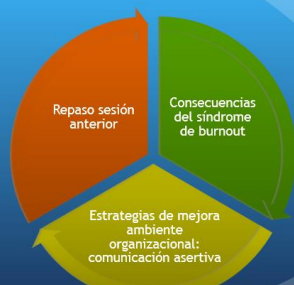 Repaso sesión
anterior
Consecuencias
del síndrome
de burnout
Estrategias de mejora
ambiente
organizacional:
comunicación asertiva